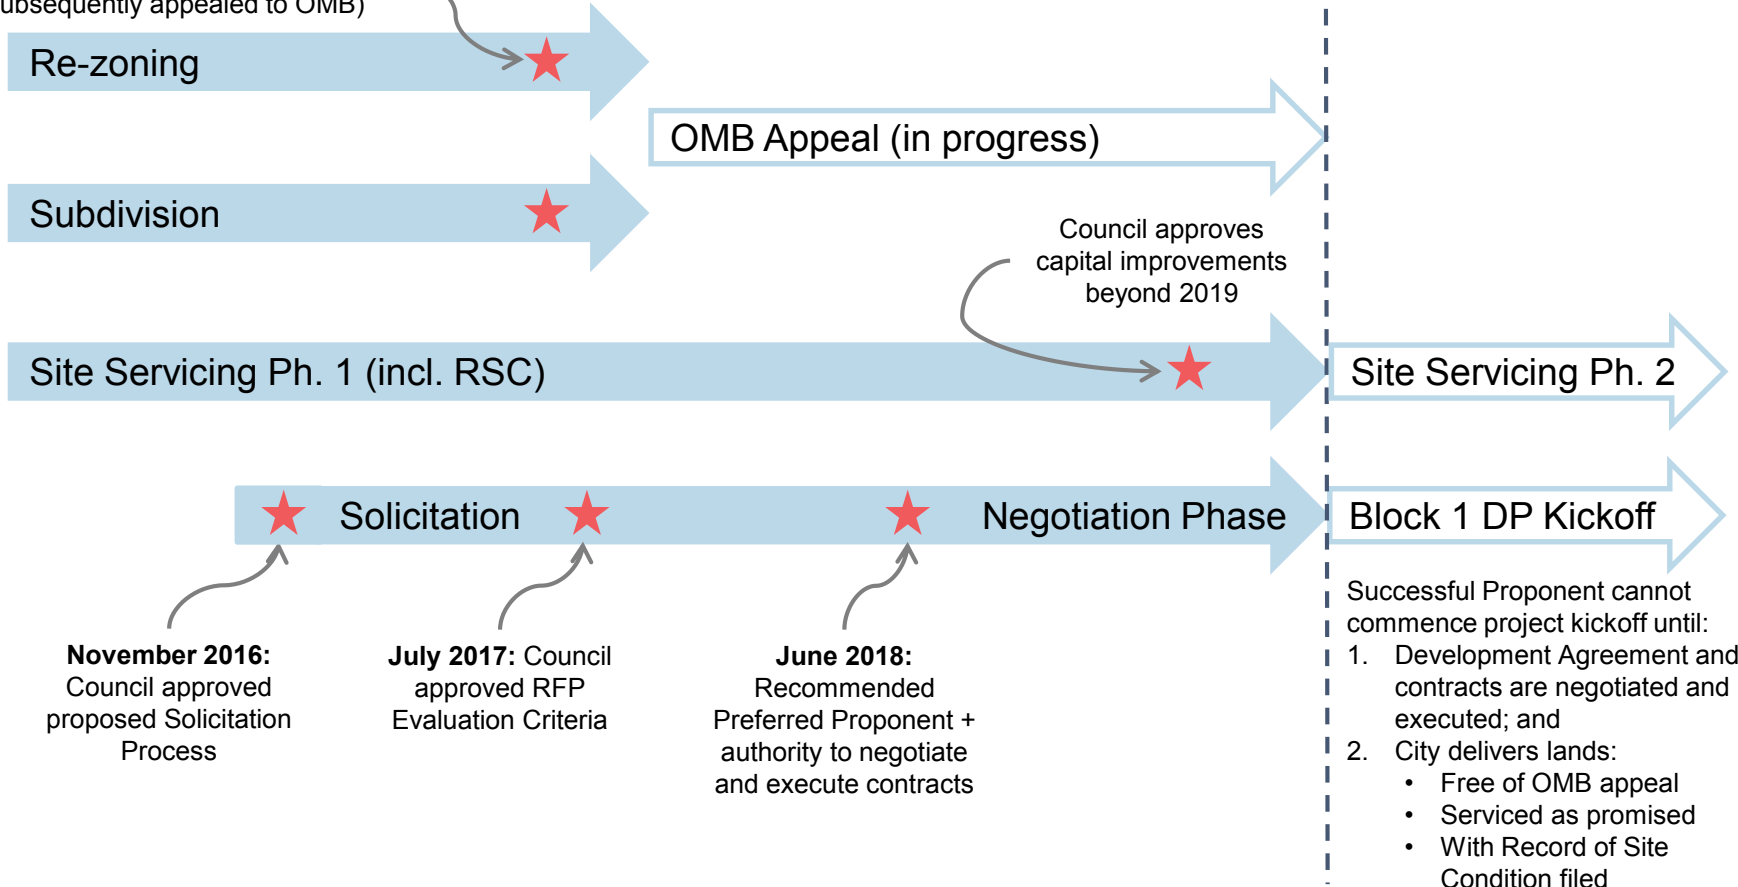 ubsequently appealed to OMB)
Re-zoning
OMB Appeal (in progress)
Subdivision
Council approves
capital improvements
beyond 2019
Site Servicing Ph. 1 (incl. RSC)
Site Servicing Ph. 2
Solicitation
Negotiation Phase
Block 1 DP Kickoff
November 2016:
Council approved
proposed Solicitation
Process
July 2017: Council
approved RFP
Evaluation Criteria
June 2018:
Recommended
Preferred Proponent +
authority to negotiate
and execute contracts
Successful Proponent cannot
commence project kickoff until:
1. Development Agreement and
contracts are negotiated and
executed; and
2. City delivers lands:
• Free of OMB appeal
• Serviced as promised
• With Record of Site
Condition filed